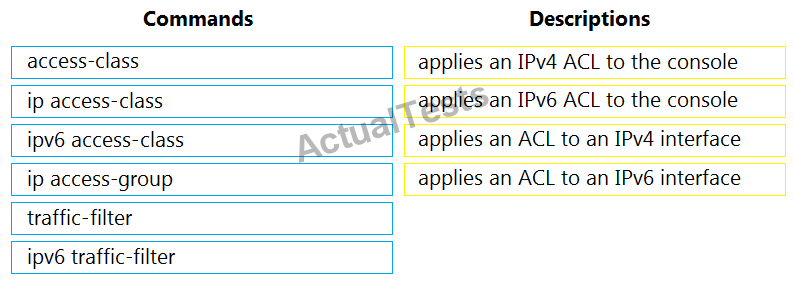 Commands
Descriptions
access-class
applies an IPv4 ACL to the console
ip access-class
applies an IPv6 ACL to the console
ipv6 access-class
applies an ACL to an IPv4 interface
ip access-group
applies an ACL to an IPv6 interface
traffic-filter
ipv6 traffic-filter
ActualTests